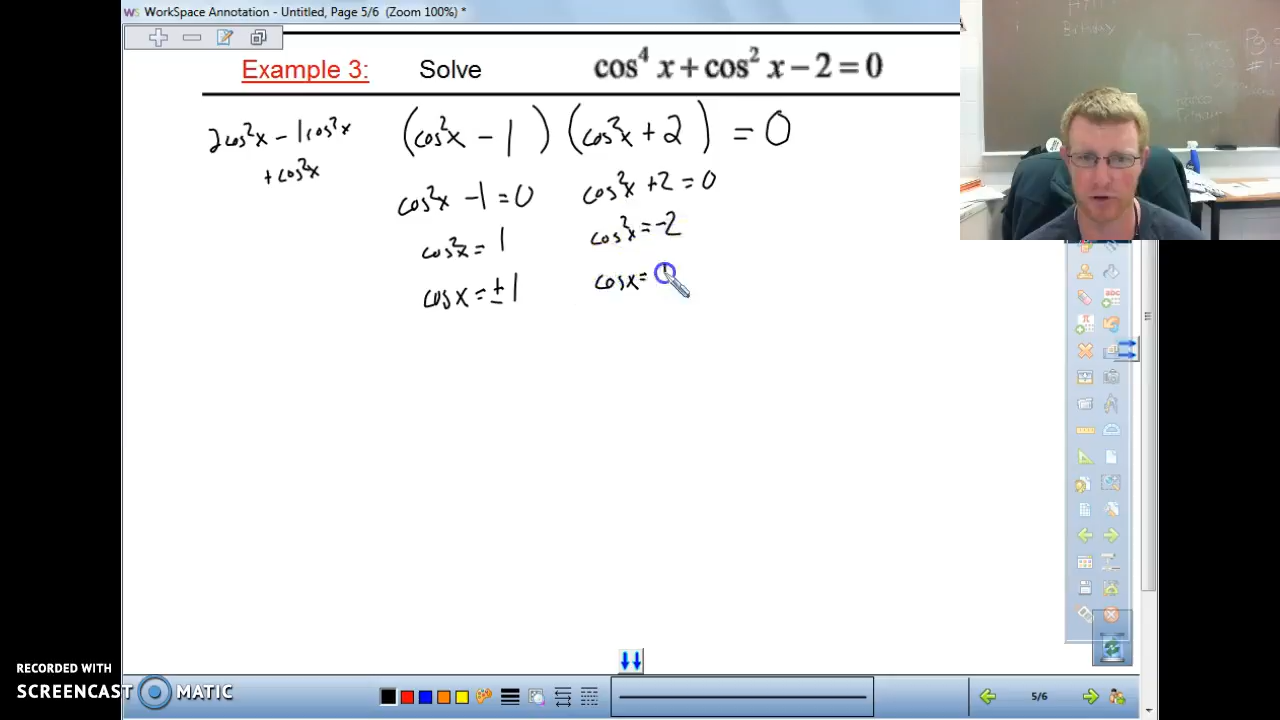 WS WorkSpace Annotation - Untitled, Page 5/6 (Zoom 100%) *
Example 3: Solve cos⁴ x + cos² x − 2 = 0
2cos²x − 1cos²x
+ cos²x
(cos²x − 1) (cos²x + 2) = 0
cos²x − 1 = 0
cos²x = 1
cos x = ± 1
cos²x + 2 = 0
cos²x = −2
cos x =
Birthday
RECORDED WITH
SCREENCAST MATIC
5/6